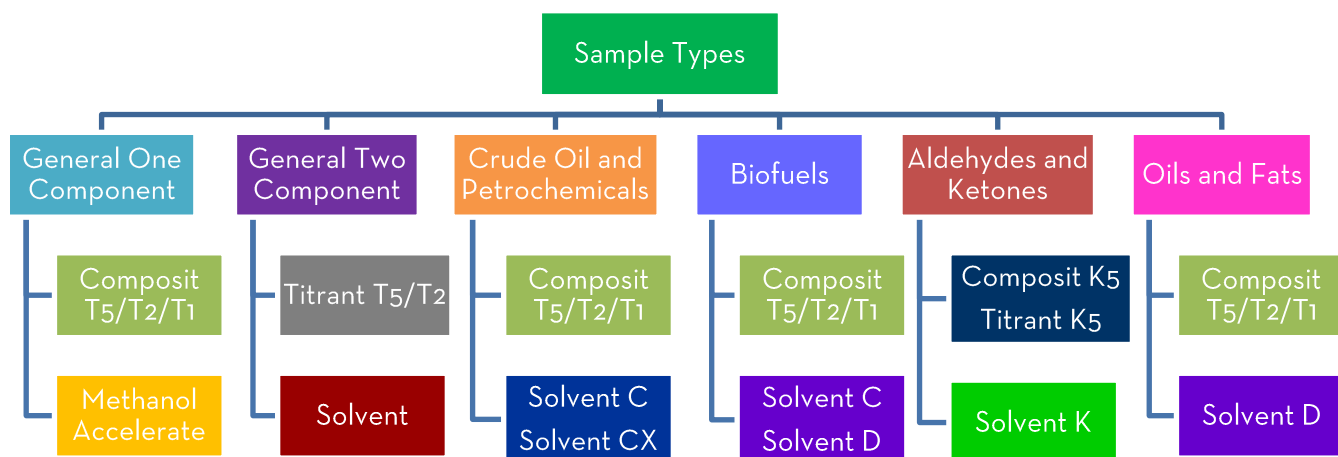 Sample Types
General One
Component
General Two
Component
Crude Oil and
Petrochemicals
Biofuels
Aldehydes and
Ketones
Oils and Fats
Composit
T5/T2/T1
Titrant T5/T2
Composit
T5/T2/T1
Composit
T5/T2/T1
Composit K5
Titrant K5
Composit
T5/T2/T1
Methanol
Accelerate
Solvent
Solvent C
Solvent CX
Solvent C
Solvent D
Solvent K
Solvent D